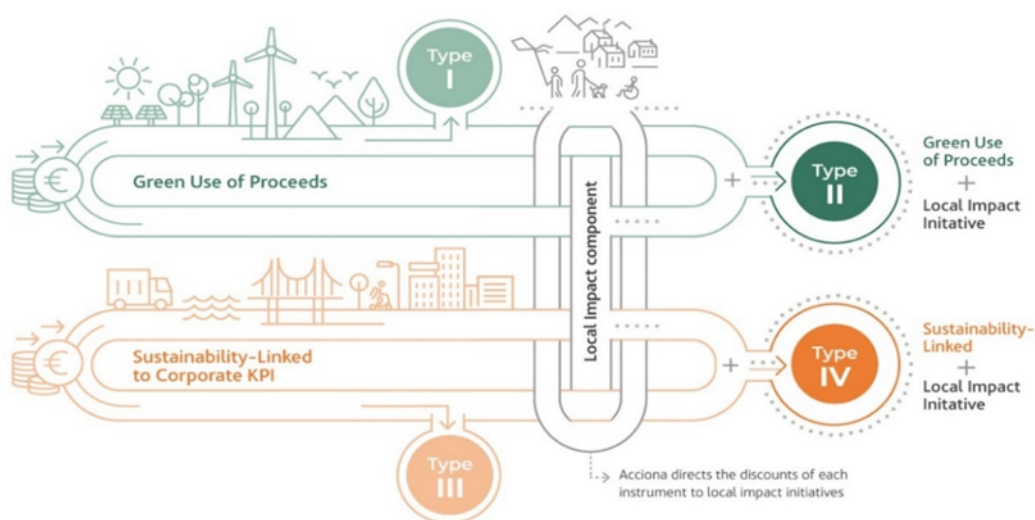 Type
I
Green Use of Proceeds
Local Impact component
+
Type
II
Green Use
of Proceeds
+
Local Impact
Initative
Sustainability-Linked
to Corporate KPI
Type
III
+
Type
IV
Sustainability-
Linked
+
Local Impact
Initative
€
€
Acciona directs the discounts of each
instrument to local impact initiatives